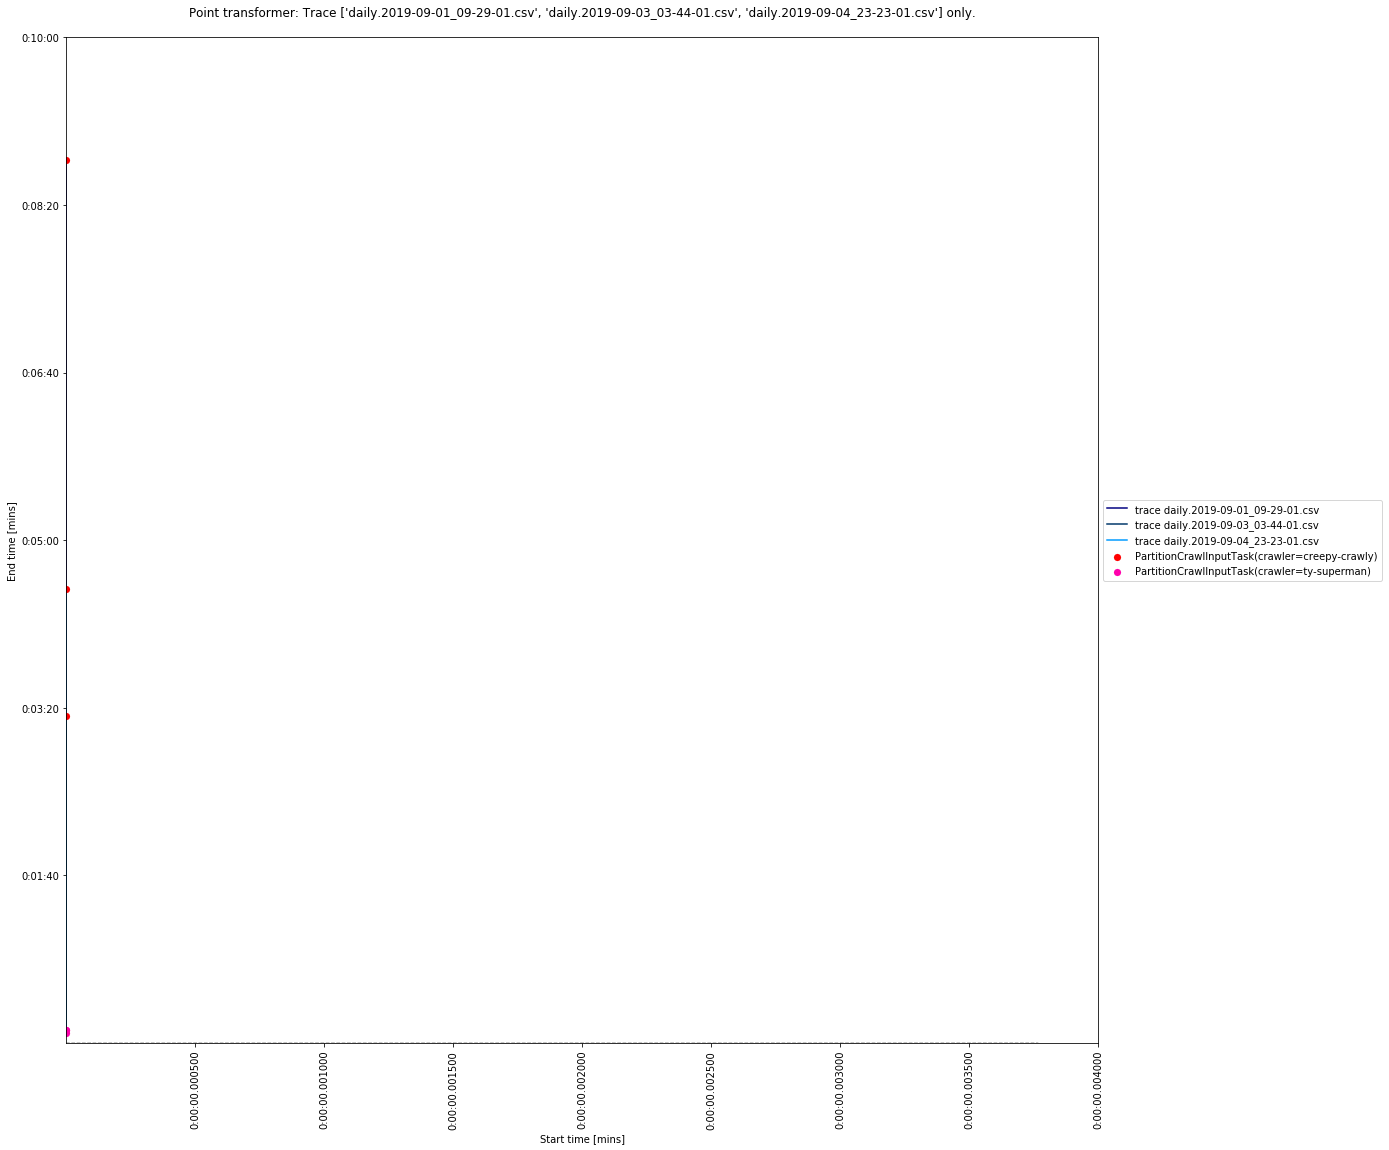 Point transformer: Trace ['daily.2019-09-01_09-29-01.csv', 'daily.2019-09-03_03-44-01.csv', 'daily.2019-09-04_23-23-01.csv'] only.
0:10:00
0:08:20
0:06:40
0:05:00
0:03:20
0:01:40
End time [mins]
trace daily.2019-09-01_09-29-01.csv
trace daily.2019-09-03_03-44-01.csv
trace daily.2019-09-04_23-23-01.csv
PartitionCrawlInputTask(crawler=creepy-crawly)
PartitionCrawlInputTask(crawler=ty-superman)
0:00:00.000500
0:00:00.001000
0:00:00.001500
0:00:00.002000
0:00:00.002500
0:00:00.003000
0:00:00.003500
0:00:00.004000
Start time [mins]